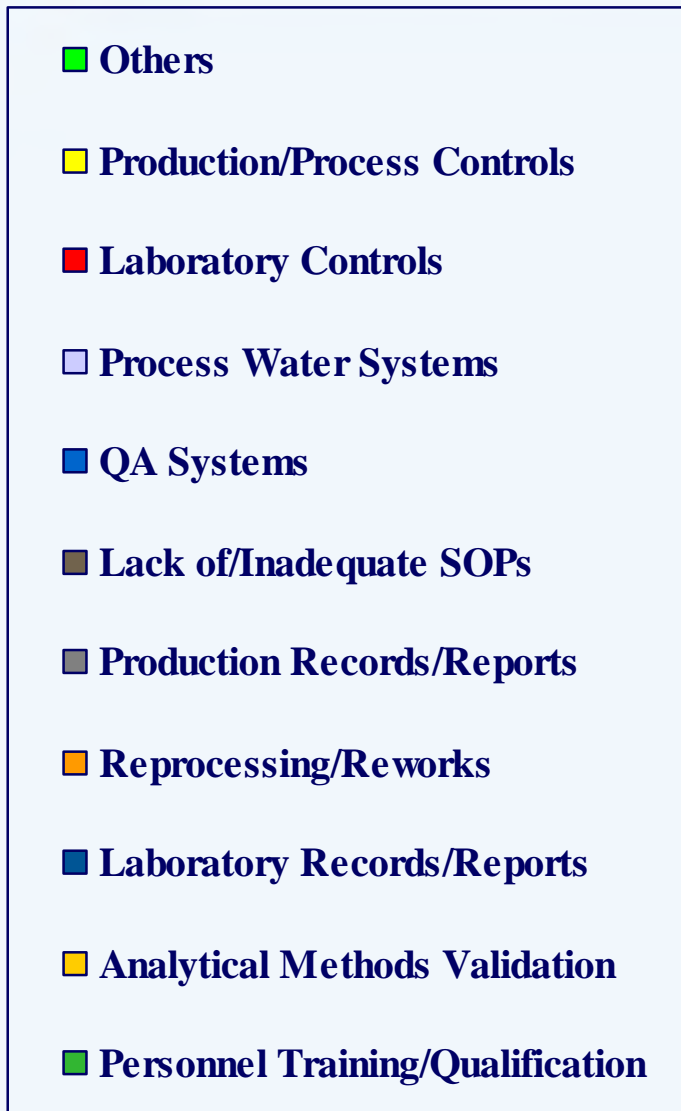 Others
Production/Process Controls
Laboratory Controls
Process Water Systems
QA Systems
Lack of/Inadequate SOPs
Production Records/Reports
Reprocessing/Reworks
Laboratory Records/Reports
Analytical Methods Validation
Personnel Training/Qualification